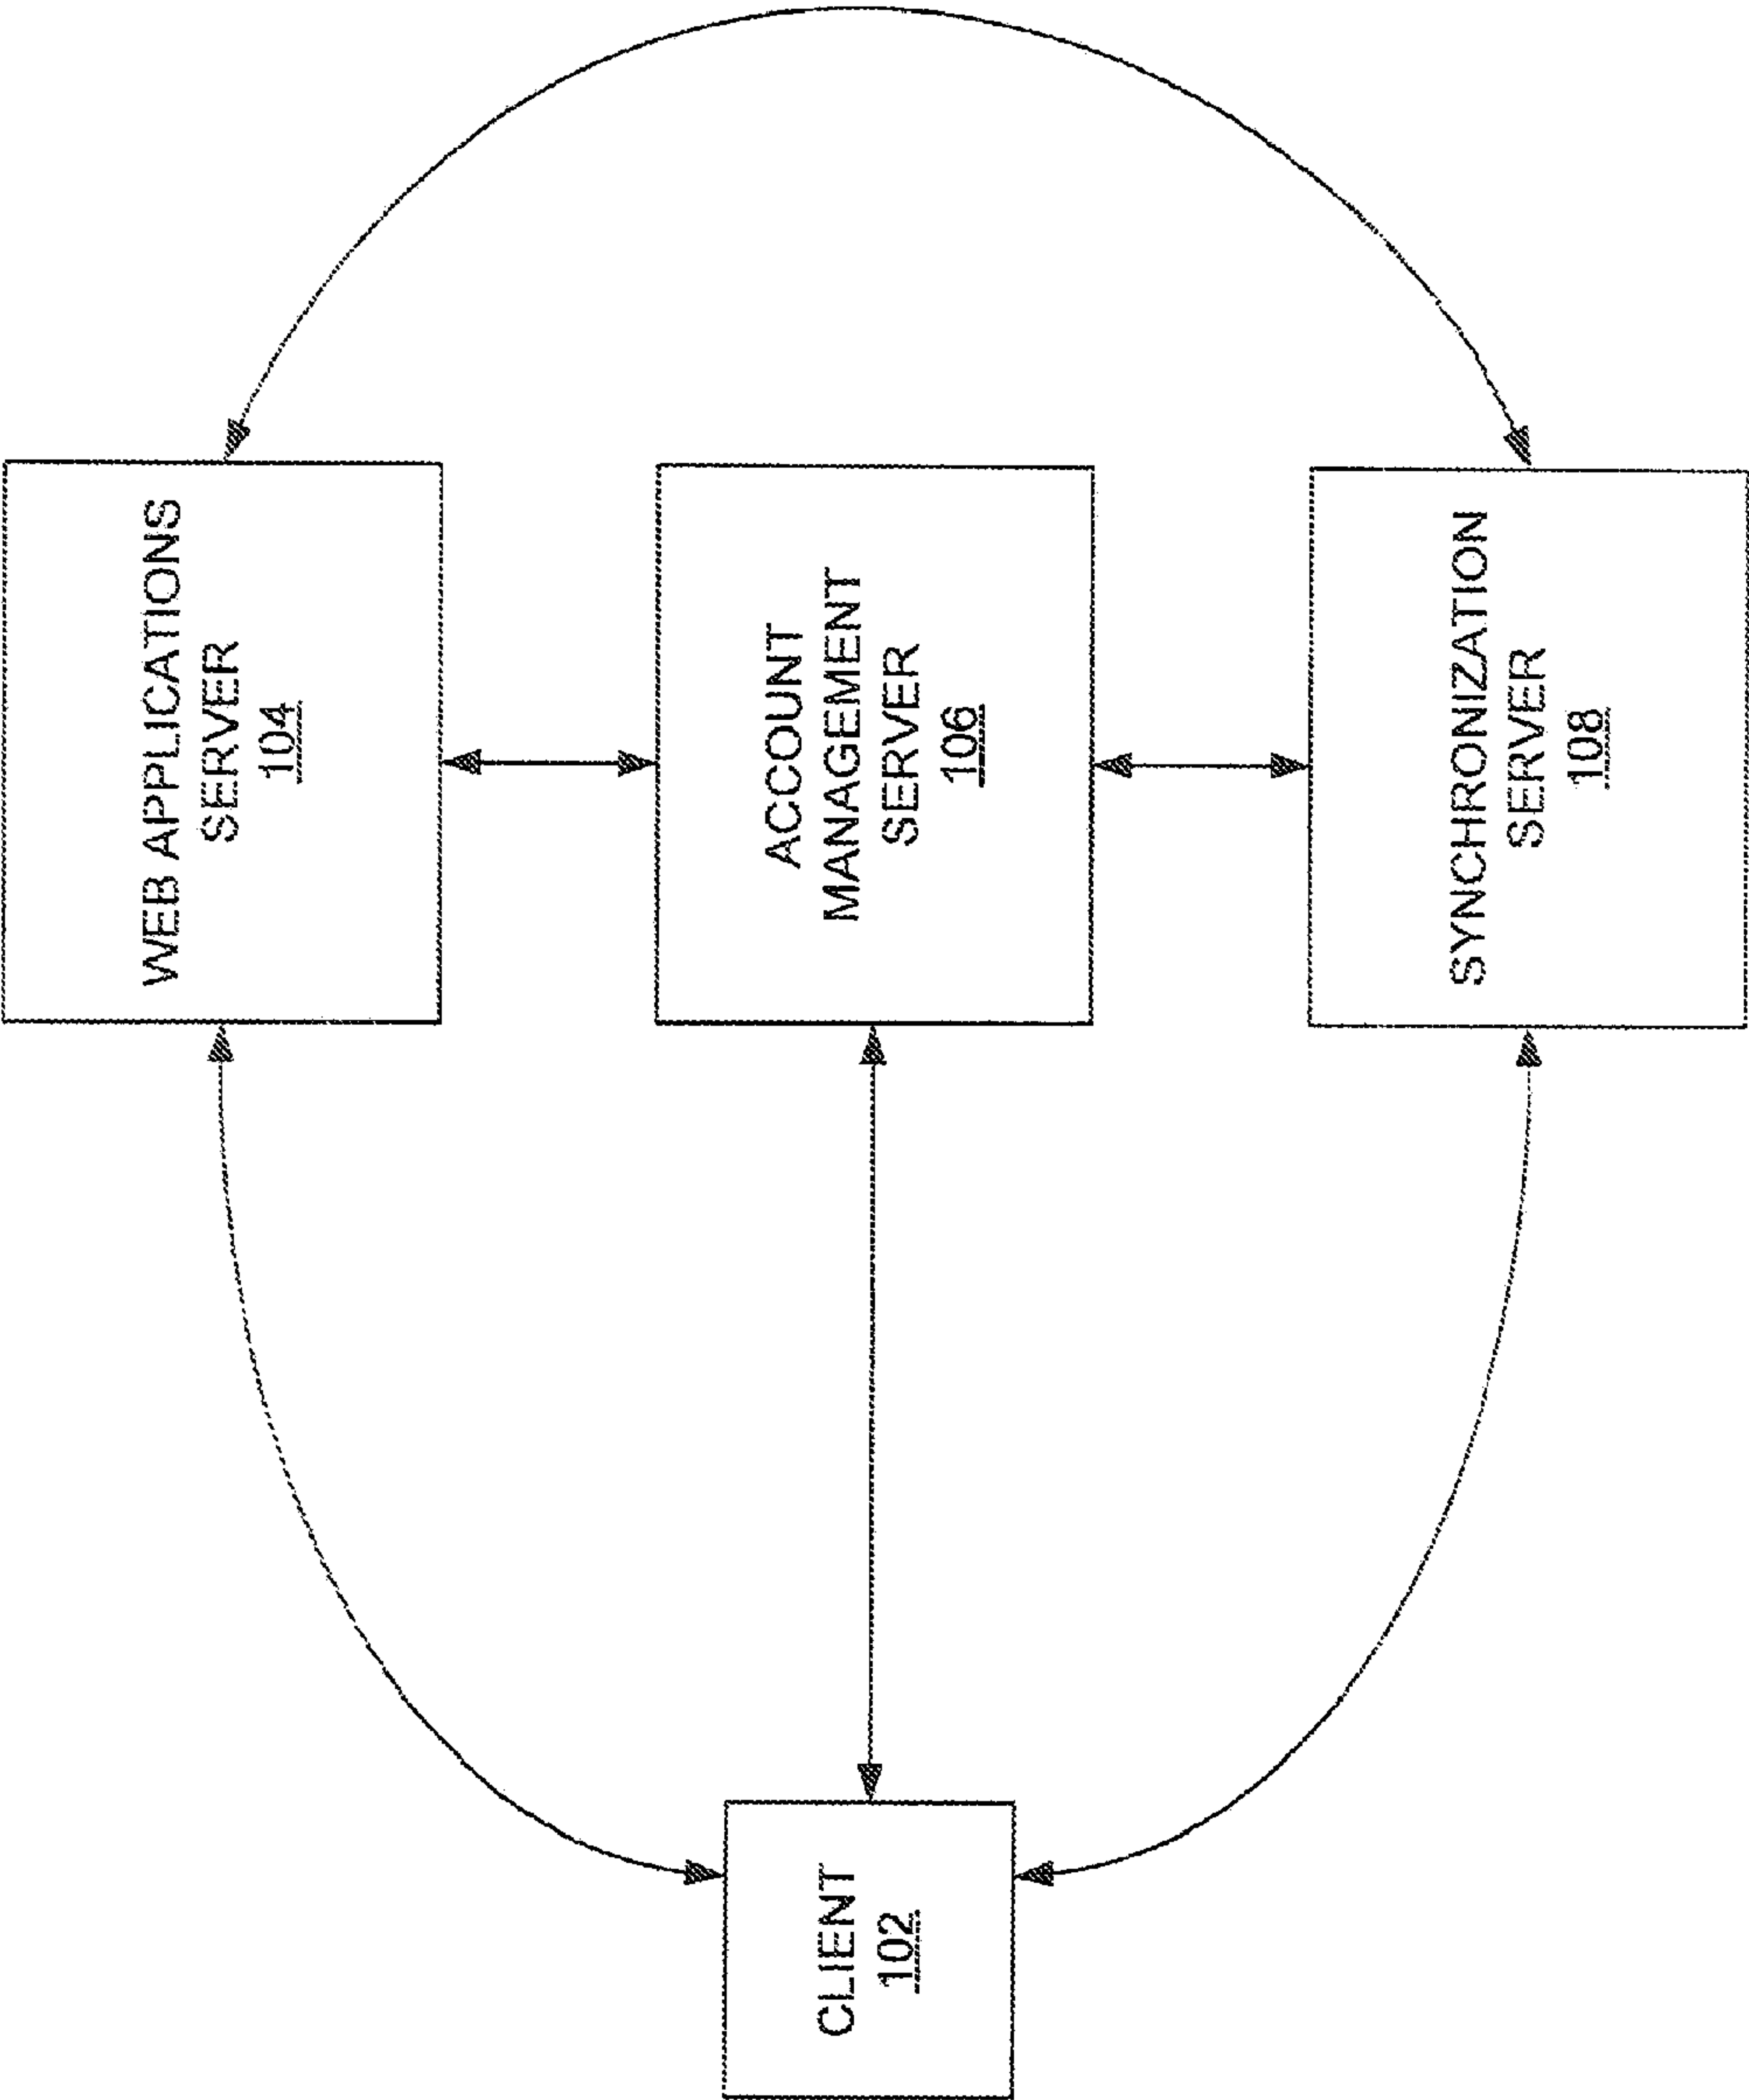 WEB APPLICATIONS
SERVER
104
ACCOUNT
MANAGEMENT
SERVER
106
SYNCHRONIZATION
SERVER
108
CLIENT
102